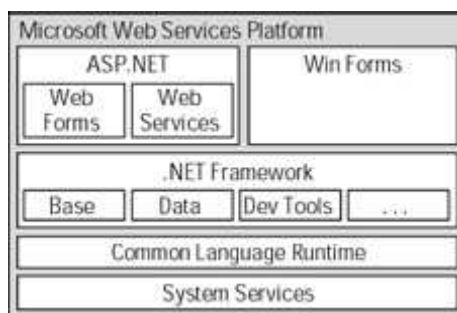 Microsoft Web Services Platform
ASP.NET
Web Forms
Web Services
Win Forms
.NET Framework
Base
Data
Dev Tools
...
Common Language Runtime
System Services